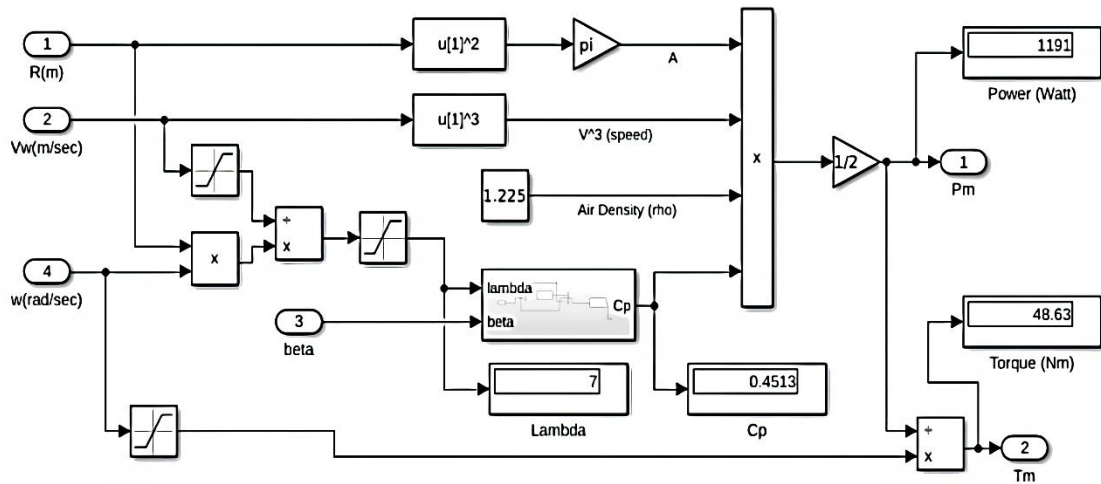 1
R(m)
u[1]^2
pi
A
1191
Power (Watt)
2
Vw(m/sec)
u[1]^3
V^3 (speed)
x
1/2
1
Pm
1.225
Air Density (rho)
÷
x
x
4
w(rad/sec)
lambda
beta
Cp
3
beta
48.63
Torque (Nm)
7
Lambda
0.4513
Cp
÷
x
2
Tm